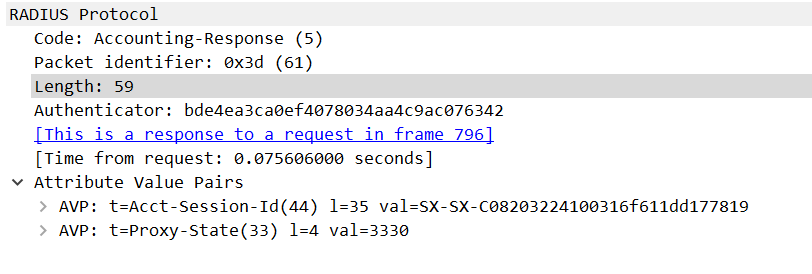 RADIUS Protocol
Code: Accounting-Response (5)
Packet identifier: 0x3d (61)
Length: 59
Authenticator: bde4ea3ca0ef4078034aa4c9ac076342
[This is a response to a request in frame 796]
[Time from request: 0.075606000 seconds]
Attribute Value Pairs
AVP: t=Acct-Session-Id(44) l=35 val=SX-SX-C08203224100316f611dd177819
AVP: t=Proxy-State(33) l=4 val=3330